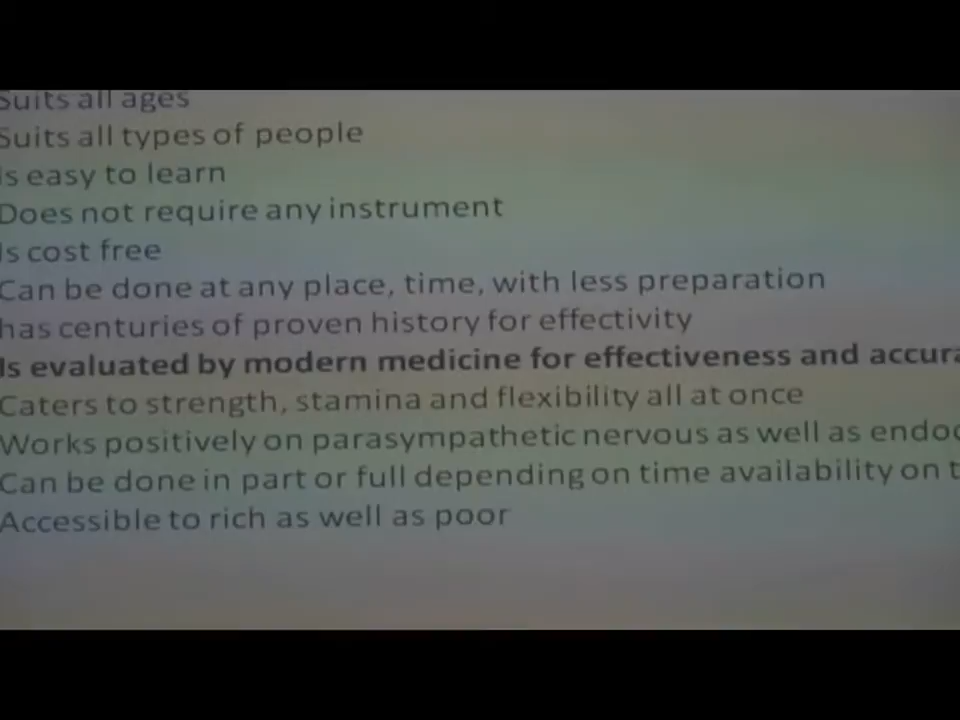 Suits all ages
Suits all types of people
Is easy to learn
Does not require any instrument
Is cost free
Can be done at any place, time, with less preparation
has centuries of proven history for effectivity
Is evaluated by modern medicine for effectiveness and
Caters to strength, stamina and flexibility all at once
Works positively on parasympathetic nervous as well as
Can be done in part or full depending on time availability on
Accessible to rich as well as poor